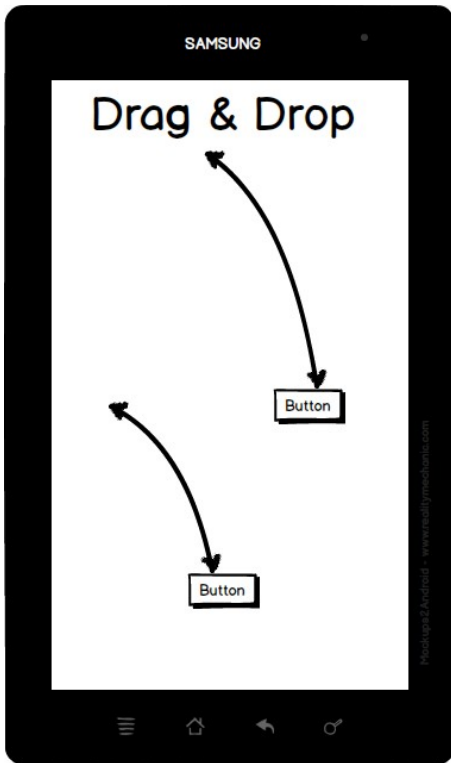 SAMSUNG
Drag & Drop
Button
Button
Mockups2Android - www.realitymechanic.com